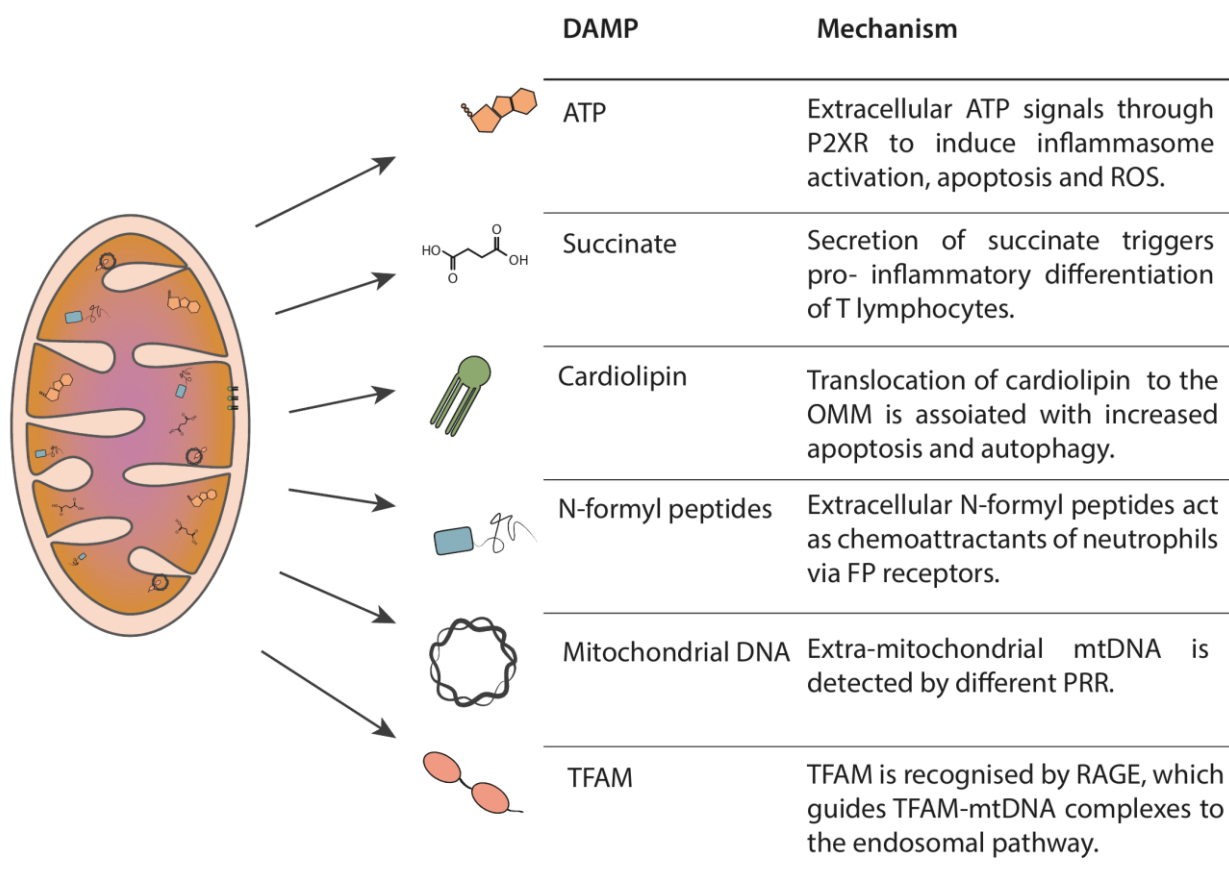 DAMP Mechanism
ATP
Extracellular ATP signals through
P2XR to induce inflammasome
activation, apoptosis and ROS.
HO
O
O
OH
Succinate
Secretion of succinate triggers
pro- inflammatory differentiation
of T lymphocytes.
Cardiolipin
Translocation of cardiolipin to the
OMM is assoiated with increased
apoptosis and autophagy.
N-formyl peptides
Extracellular N-formyl peptides act
as chemoattractants of neutrophils
via FP receptors.
Mitochondrial DNA
Extra-mitochondrial mtDNA is
detected by different PRR.
TFAM
TFAM is recognised by RAGE, which
guides TFAM-mtDNA complexes to
the endosomal pathway.